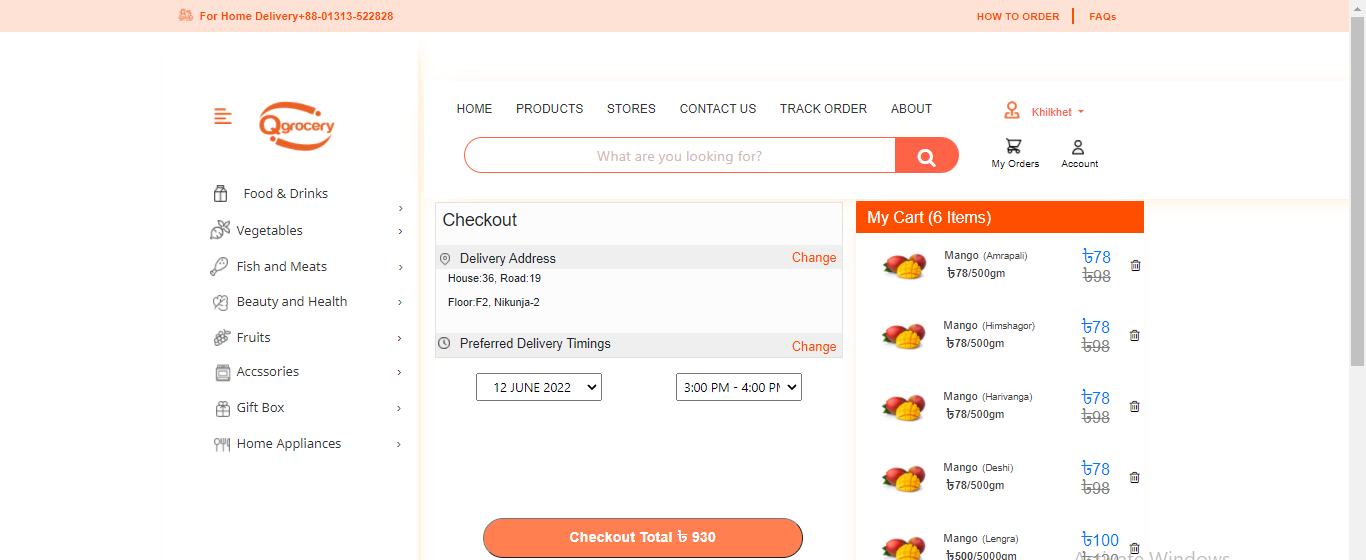 For Home Delivery+88-01313-522828
HOW TO ORDER
FAQs
Qgrocery
HOME PRODUCTS STORES CONTACT US TRACK ORDER ABOUT
Khilkhet
What are you looking for?
My Orders
Account
Food & Drinks
Vegetables
Fish and Meats
Beauty and Health
Fruits
Accssories
Gift Box
Home Appliances
Checkout
Delivery Address
Change
House:36, Road:19
Floor:F2, Nikunja-2
Preferred Delivery Timings
Change
12 JUNE 2022
3:00 PM - 4:00 PM
Checkout Total ৳ 930
My Cart (6 Items)
Mango (Amrapali)
৳78/500gm
৳78
৳98
Mango (Himshagor)
৳78/500gm
৳78
৳98
Mango (Harivanga)
৳78/500gm
৳78
৳98
Mango (Deshi)
৳78/500gm
৳78
৳98
Mango (Lengra)
৳500/5000gm
৳100
৳120
Activate Windows